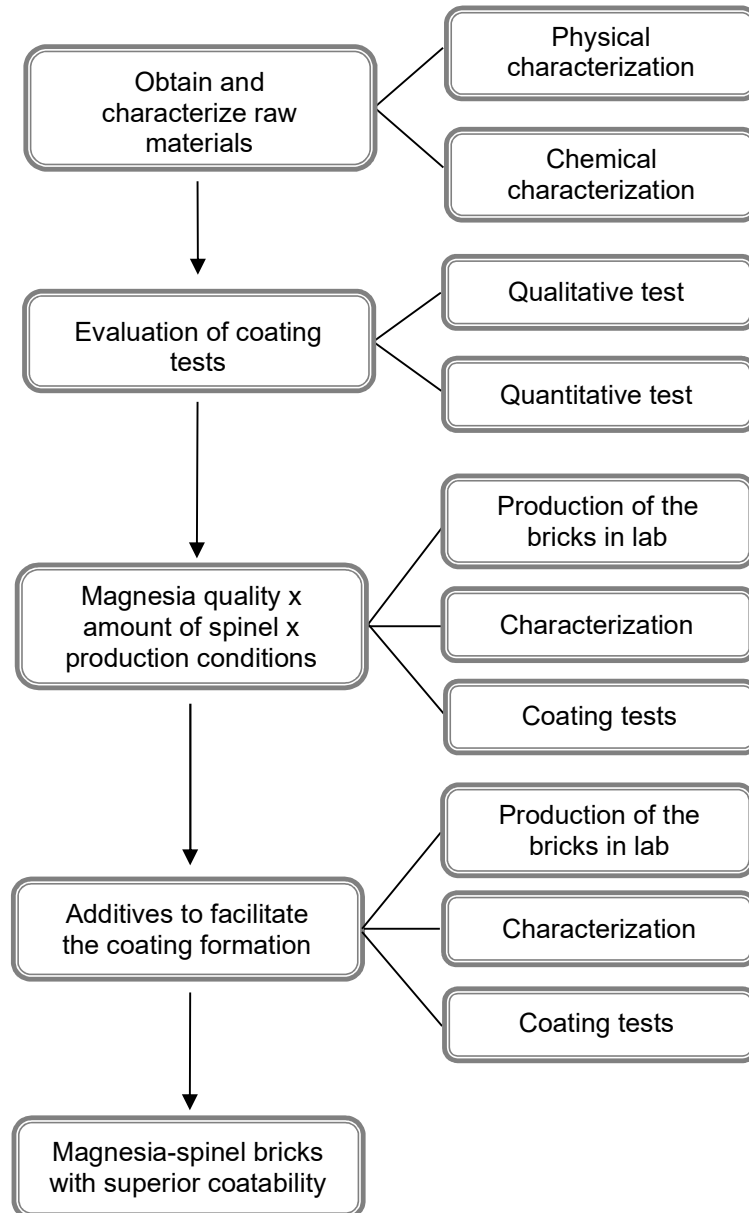 Obtain and
characterize raw
materials
Physical
characterization
Chemical
characterization
Evaluation of coating
tests
Qualitative test
Quantitative test
Magnesia quality x
amount of spinel x
production conditions
Production of the
bricks in lab
Characterization
Coating tests
Additives to facilitate
the coating formation
Production of the
bricks in lab
Characterization
Coating tests
Magnesia-spinel bricks
with superior coatability